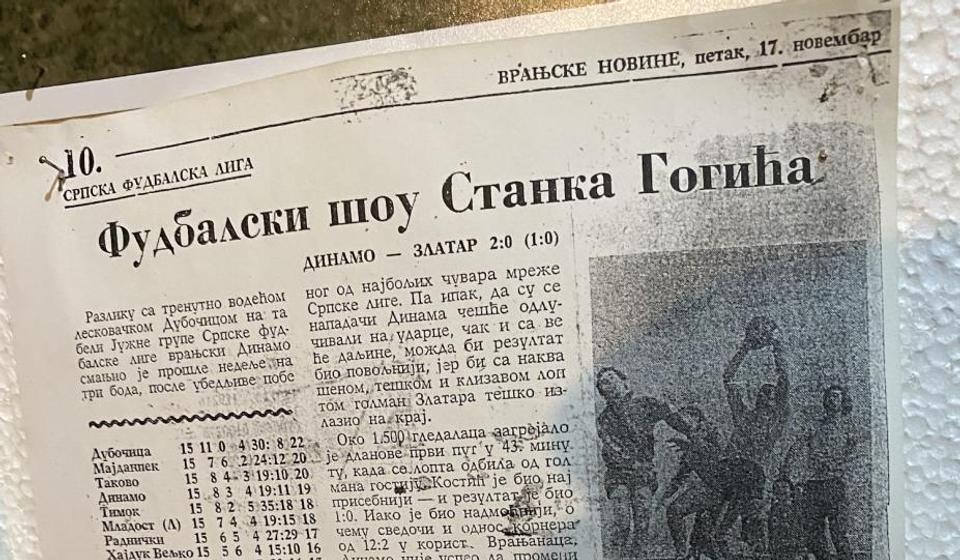 ВРАЊСКЕ НОВИНЕ, петак, 17. новембар
10.
СРПСКА ФУДБАЛСКА ЛИГА
Фудбалски шоу Станка Гогића
ДИНАМО — ЗЛАТАР 2:0 (1:0)
Разлику са тренутно водећом
лесковачком Дубочицом на та
бели Јужне групе Српске фуд-
балске лиге врањски Динамо
смањио је прошле недеље на
три бода, после убедљиве побе
Дубочица 15 11 0 4 30: 8 22
Мајданпек 15 7 6 2 24:12 20
Таково 15 8 4 3 19:10 20
Динамо 15 8 3 4 19:11 19
Тимок 15 8 2 5 35:18 18
Младост (Л) 15 7 4 4 19:15 18
Раднички 15 6 5 4 27:29 17
Хајдук Вељко 15 5 6 4 15:10 16
ног од најбољих чувара мреже
Српске лиге. Па ипак, да су се
нападачи Динама чешће одлу-
чивали на ударце, чак и са ве
ће даљине, можда би резултат
био повољнији, јер би са наква
шеном, тешком и клизавом лоп
том голман Златара тешко из-
лазио на крај.
Око 1.500 гледалаца загрејало
је дланове први пут у 43. мину
ту, када се лопта одбила од гол
мана гостију. Костић је био нај
присебнији — и резултат је био
1:0. Иако је био надмоћнији, о
чему сведочи и однос корнера
од 12:2 у корист Врањанаца,
Динамо није успео да промени